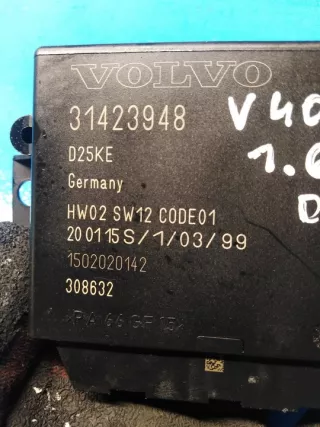 VOLVO
31423948 V 40
D25KE 1.6
Germany D
HW02 SW12 CODE01
200115S/1/03/99
1502020142
308632